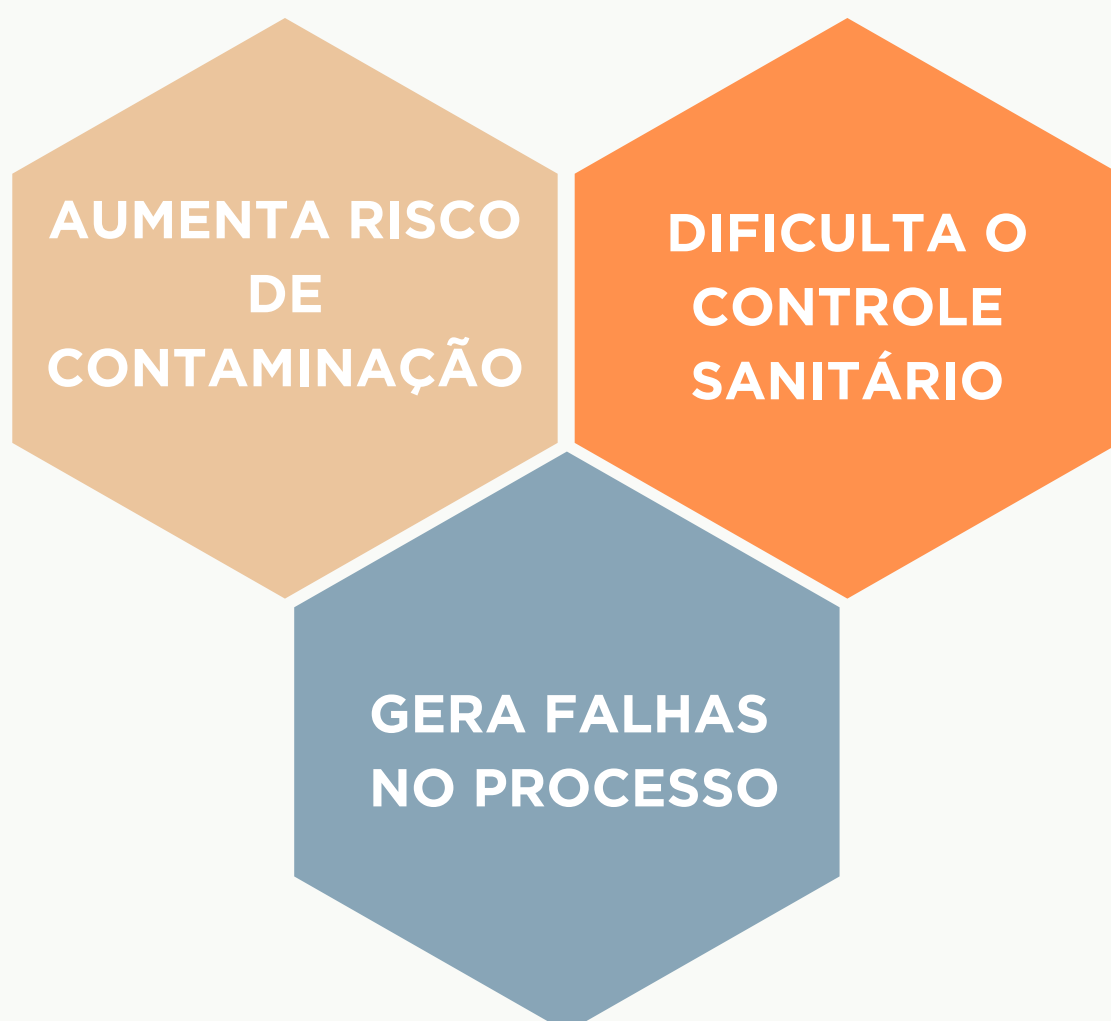 AUMENTA RISCO
DE
CONTAMINAÇÃO
DIFICULTA O
CONTROLE
SANITÁRIO
GERA FALHAS
NO PROCESSO